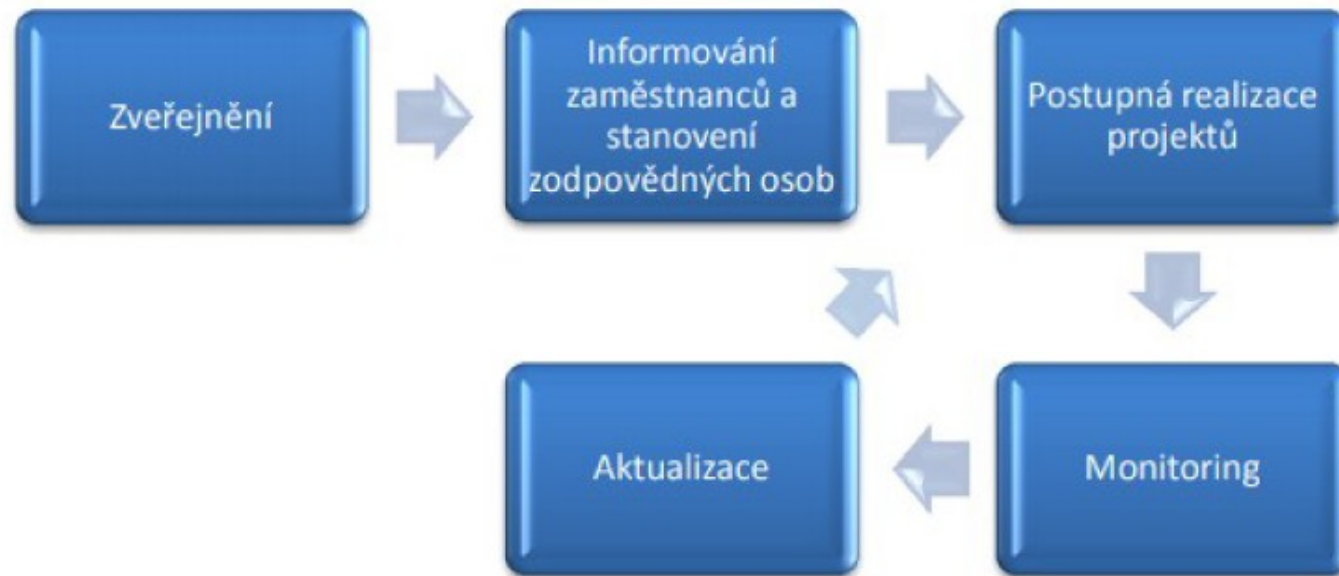 Zveřejnění
Informování
zaměstnanců a
stanovení
zodpovědných osob
Postupná realizace
projektů
Aktualizace
Monitoring